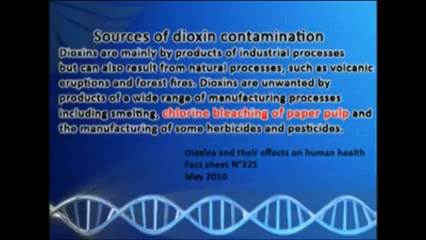 Sources of dioxin contamination
Dioxins are mainly by products of industrial processes
but can also result from natural processes, such as volcanic
eruptions and forest fires. Dioxins are unwanted by
products of a wide range of manufacturing processes
including smelting, chlorine bleaching of paper pulp and
the manufacturing of some herbicides and pesticides.
Dioxins and their effects on human health
Fact sheet N°225
May 2010